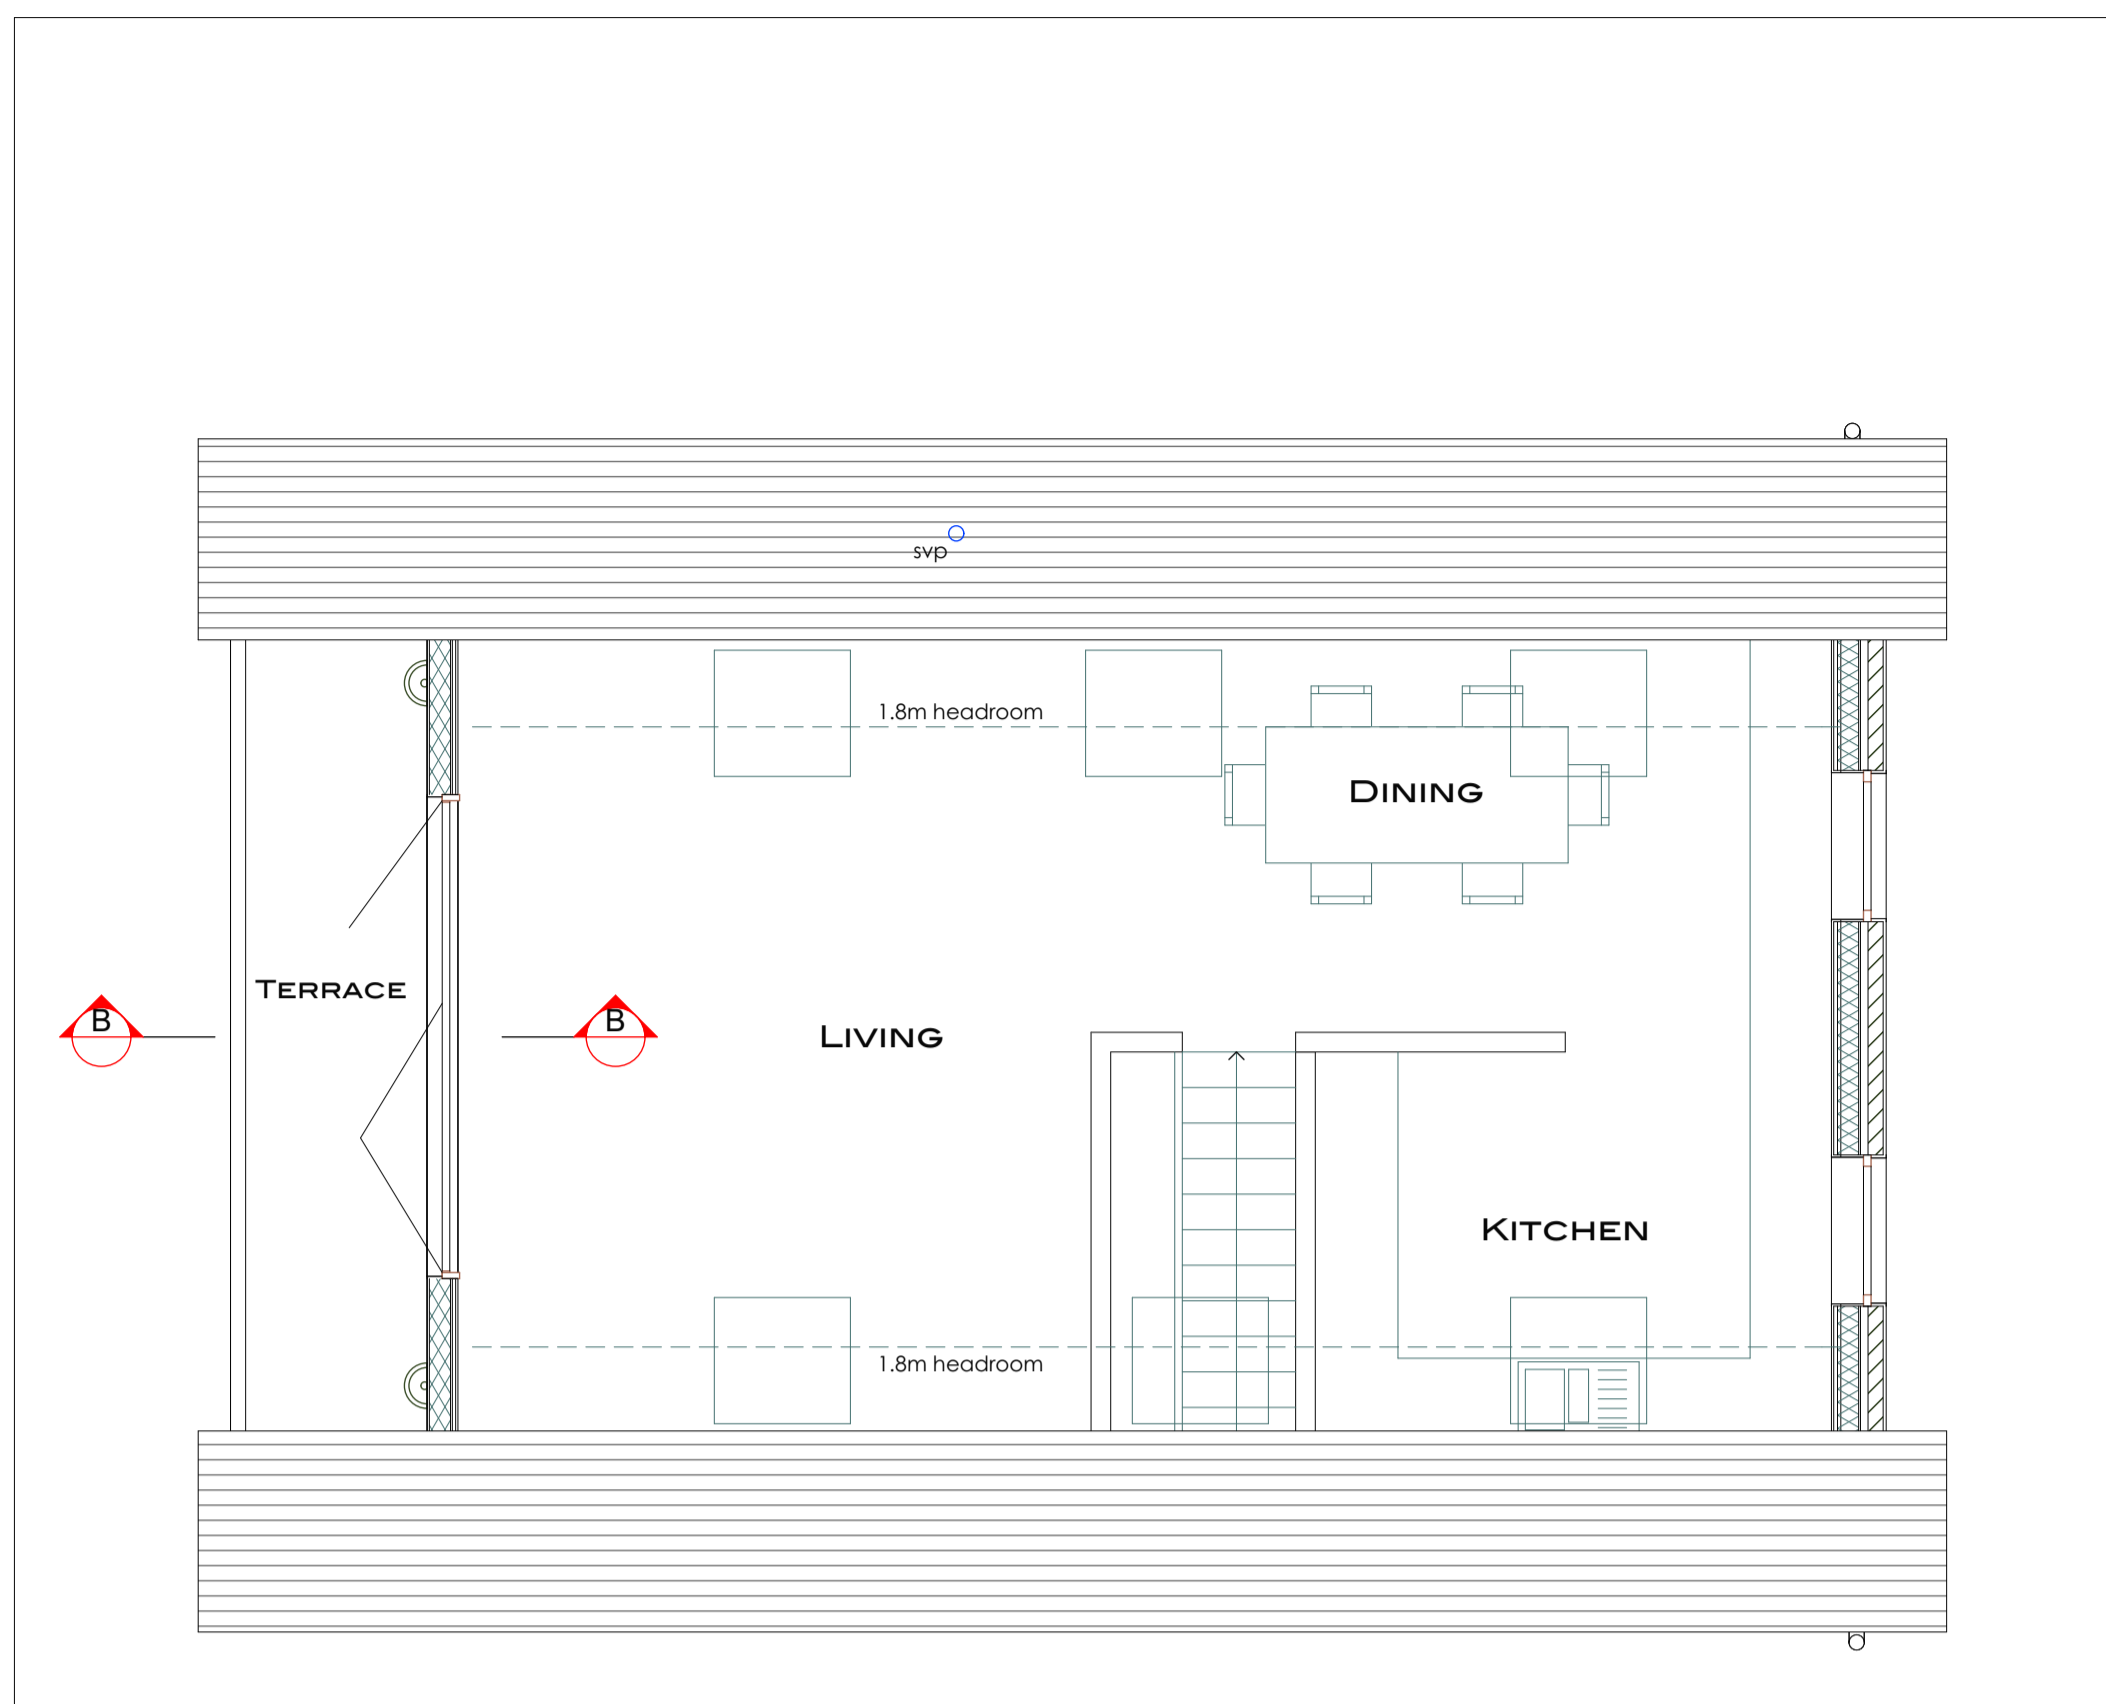 svp
1.8m headroom
Dining
Terrace
B
B
Living
Kitchen
1.8m headroom